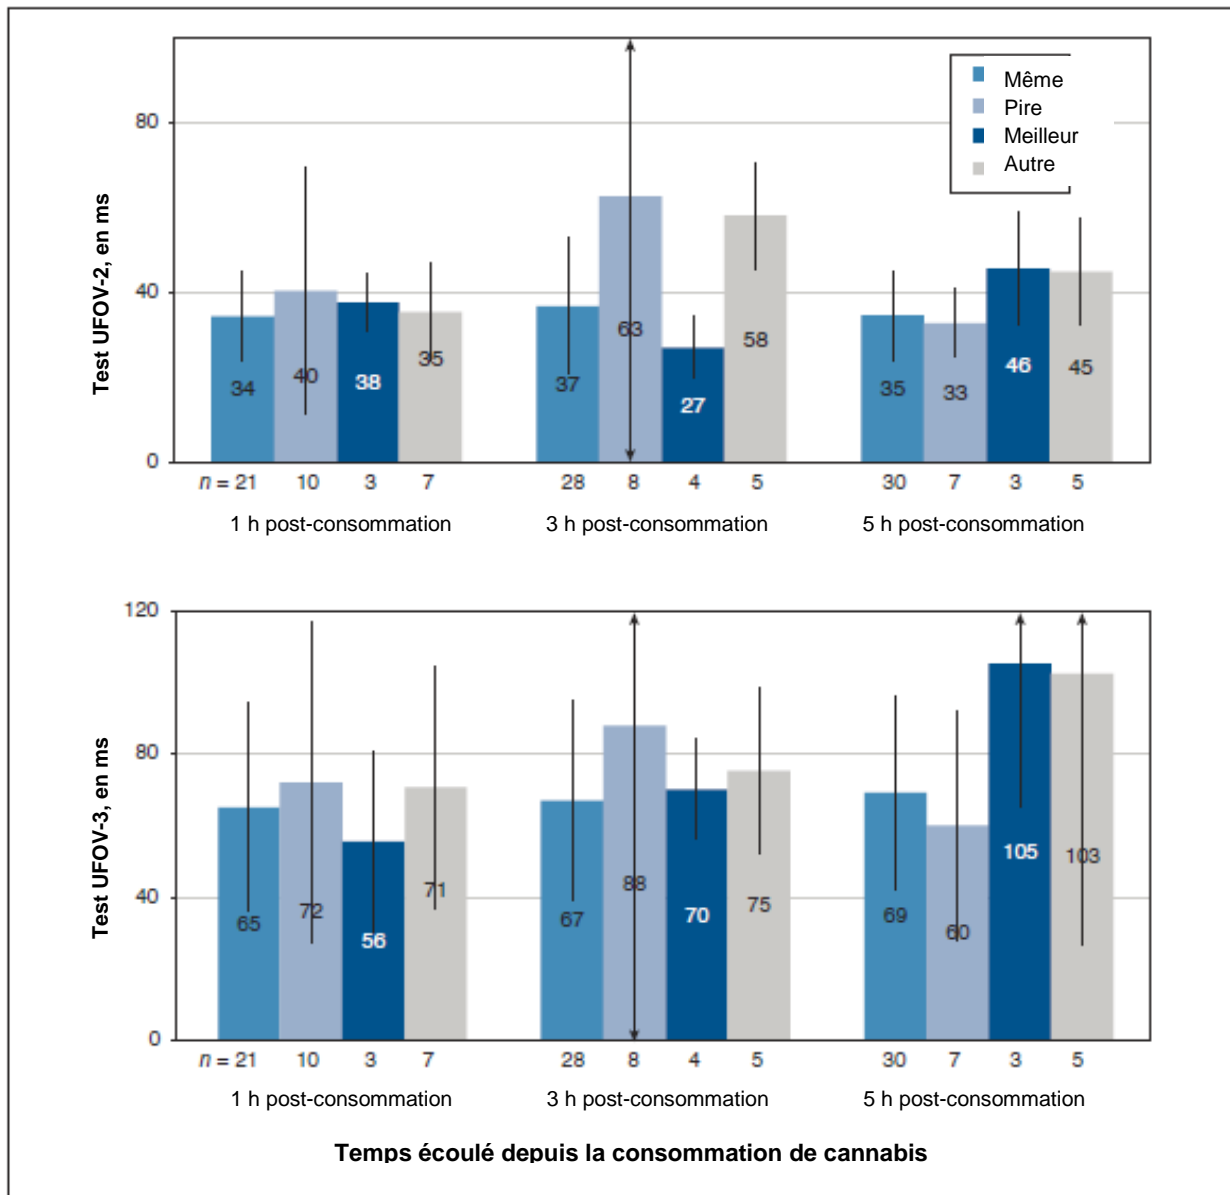 Même
Pire
Meilleur
Autre
Test UFOV-2, en ms
80
40
0
34
40
38
35
37
63
27
58
35
33
46
45
n = 21 10 3 7 28 8 4 5 30 7 3 5
1 h post-consommation 3 h post-consommation 5 h post-consommation
Test UFOV-3, en ms
120
80
40
0
65
72
56
71
67
88
70
75
69
60
105
103
n = 21 10 3 7 28 8 4 5 30 7 3 5
1 h post-consommation 3 h post-consommation 5 h post-consommation
Temps écoulé depuis la consommation de cannabis